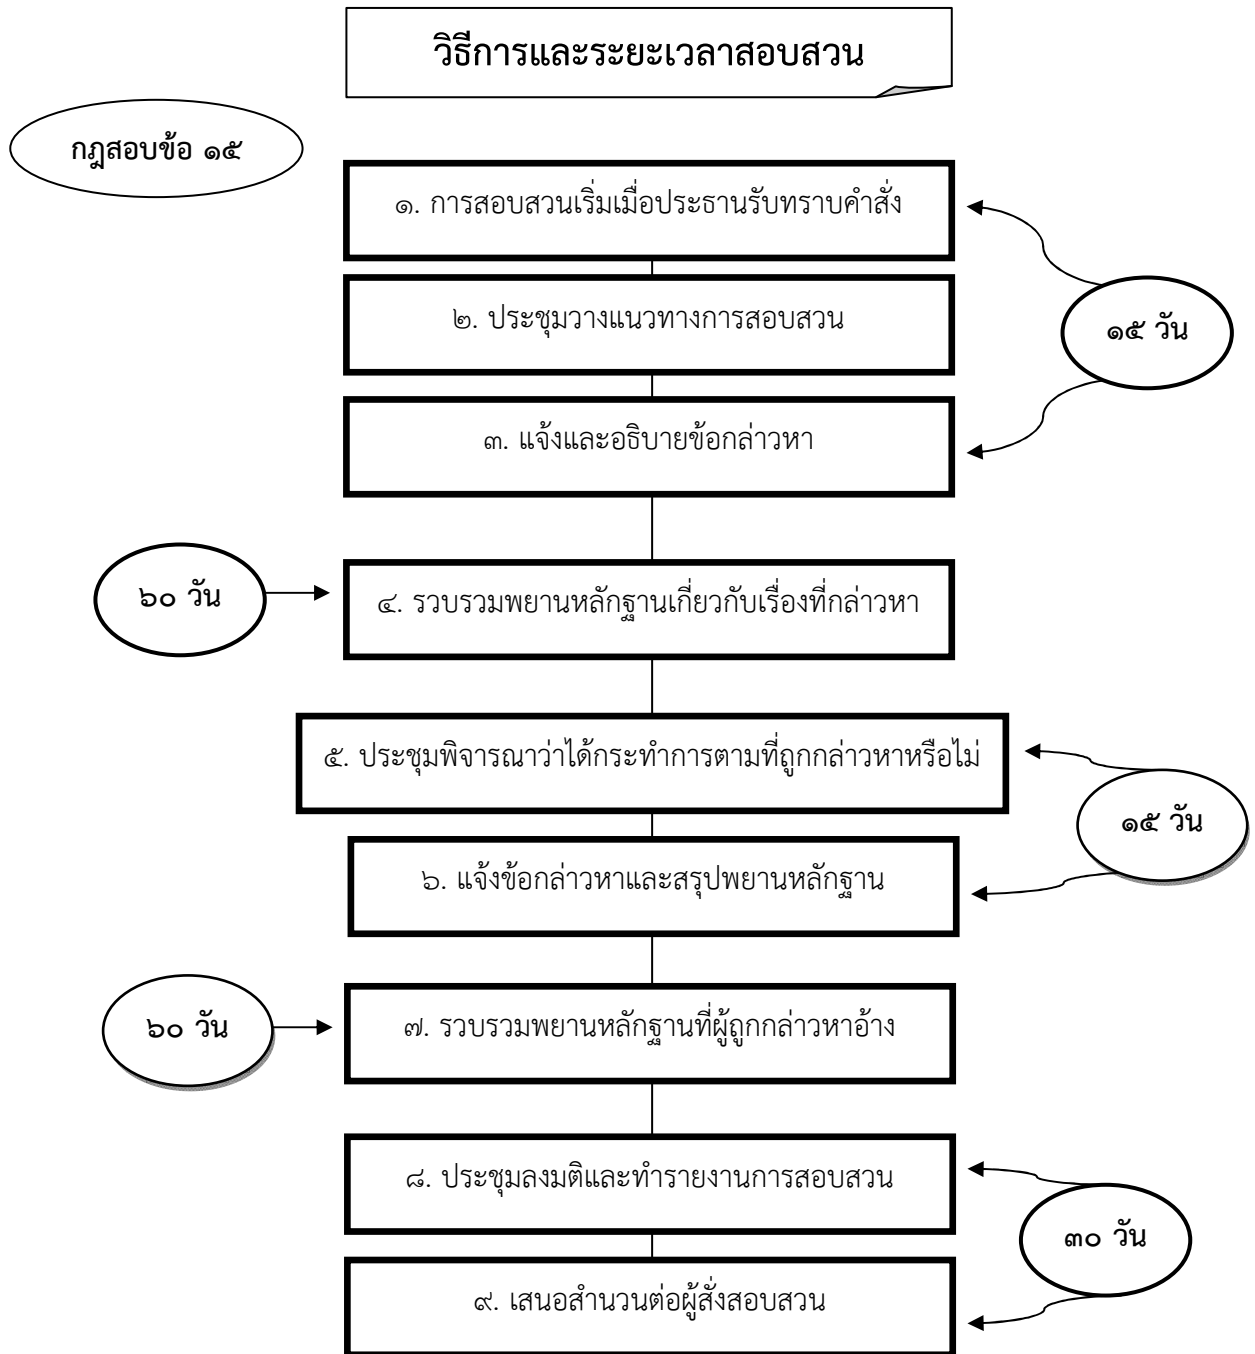 วิธีการและระยะเวลาสอบสวน
กฎสอบข้อ ๑๕
๑. การสอบสวนเริ่มเมื่อประธานรับทราบคำสั่ง
๒. ประชุมวางแนวทางการสอบสวน
๑๕ วัน
๓. แจ้งและอธิบายข้อกล่าวหา
๖๐ วัน
๔. รวบรวมพยานหลักฐานเกี่ยวกับเรื่องที่กล่าวหา
๕. ประชุมพิจารณาว่าได้กระทำการตามที่ถูกกล่าวหาหรือไม่
๑๕ วัน
๖. แจ้งข้อกล่าวหาและสรุปพยานหลักฐาน
๖๐ วัน
๗. รวบรวมพยานหลักฐานที่ผู้ถูกกล่าวหาอ้าง
๘. ประชุมลงมติและทำรายงานการสอบสวน
๓๐ วัน
๙. เสนอสำนวนต่อผู้สั่งสอบสวน